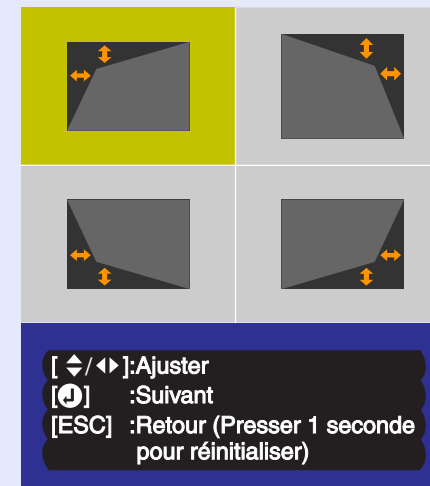 [ / ]:Ajuster
[ ] :Suivant
[ESC] :Retour (Presser 1 seconde
pour réinitialiser)